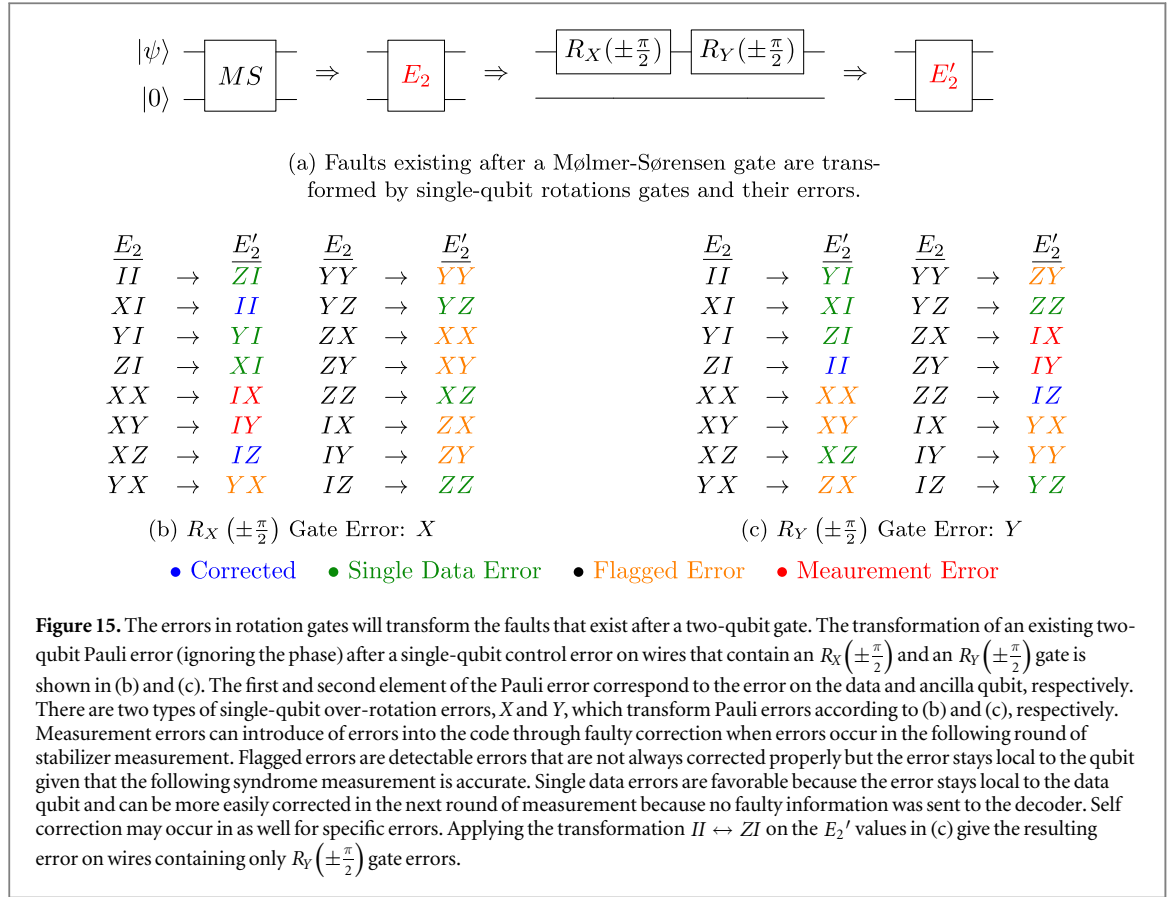 |ψ⟩ MS ⇒ E₂ ⇒ R_X(±π/2) R_Y(±π/2) ⇒ E₂′
|0⟩
(a) Faults existing after a Mølmer-Sørensen gate are trans-
formed by single-qubit rotations gates and their errors.
E₂ E₂′ E₂ E₂′ E₂ E₂′ E₂ E₂′
II → ZI YY → YY II → YI YY → ZY
XI → II YZ → YZ XI → XI YZ → ZZ
YI → YI ZX → XX YI → ZI ZX → IX
ZI → XI ZY → XY ZI → II ZY → IY
XX → IX ZZ → XZ XX → XX ZZ → IZ
XY → IY IX → ZX XY → XY IX → YX
XZ → IZ IY → ZY XZ → XZ IY → YY
YX → YX IZ → ZZ YX → ZX IZ → YZ
(b) R_X (±π/2) Gate Error: X (c) R_Y (±π/2) Gate Error: Y
• Corrected • Single Data Error • Flagged Error • Meaurement Error
Figure 15. The errors in rotation gates will transform the faults that exist after a two-qubit gate. The transformation of an existing two-
qubit Pauli error (ignoring the phase) after a single-qubit control error on wires that contain an R_X(±π/2) and an R_Y(±π/2) gate is
shown in (b) and (c). The first and second element of the Pauli error correspond to the error on the data and ancilla qubit, respectively.
There are two types of single-qubit over-rotation errors, X and Y, which transform Pauli errors according to (b) and (c), respectively.
Measurement errors can introduce of errors into the code through faulty correction when errors occur in the following round of
stabilizer measurement. Flagged errors are detectable errors that are not always corrected properly but the error stays local to the qubit
given that the following syndrome measurement is accurate. Single data errors are favorable because the error stays local to the data
qubit and can be more easily corrected in the next round of measurement because no faulty information was sent to the decoder. Self
correction may occur in as well for specific errors. Applying the transformation II ↔ ZI on the E₂′ values in (c) give the resulting
error on wires containing only R_Y(±π/2) gate errors.